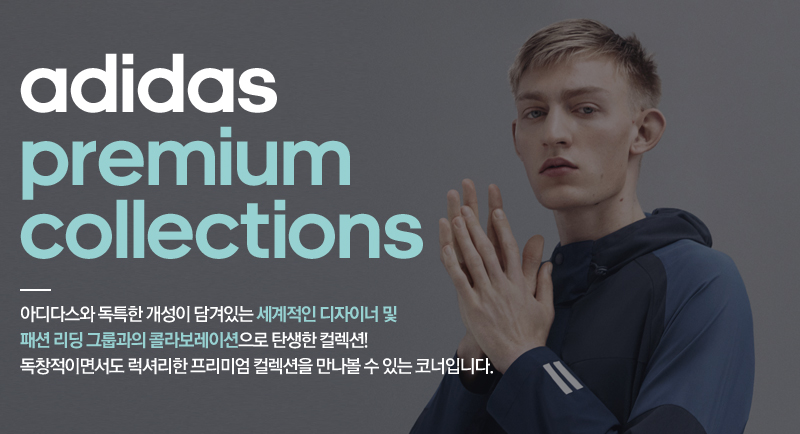 adidas
premium
collections
아디다스와 독특한 개성이 담겨있는 세계적인 디자이너 및
패션 리딩 그룹과의 콜라보레이션으로 탄생한 컬렉션!
독창적이면서도 럭셔리한 프리미엄 컬렉션을 만나볼 수 있는 코너입니다.